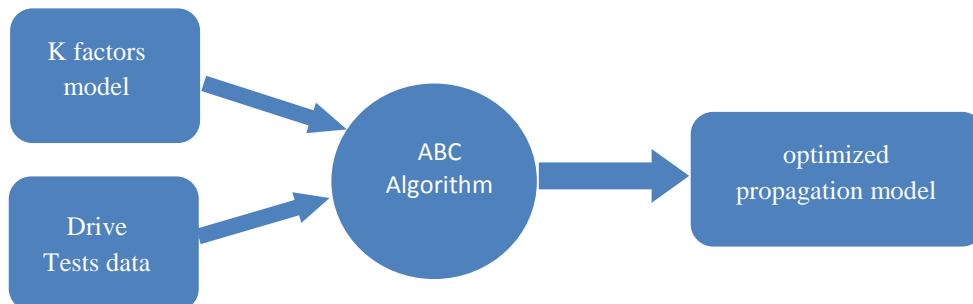 K factors
model
Drive
Tests data
ABC
Algorithm
optimized
propagation model